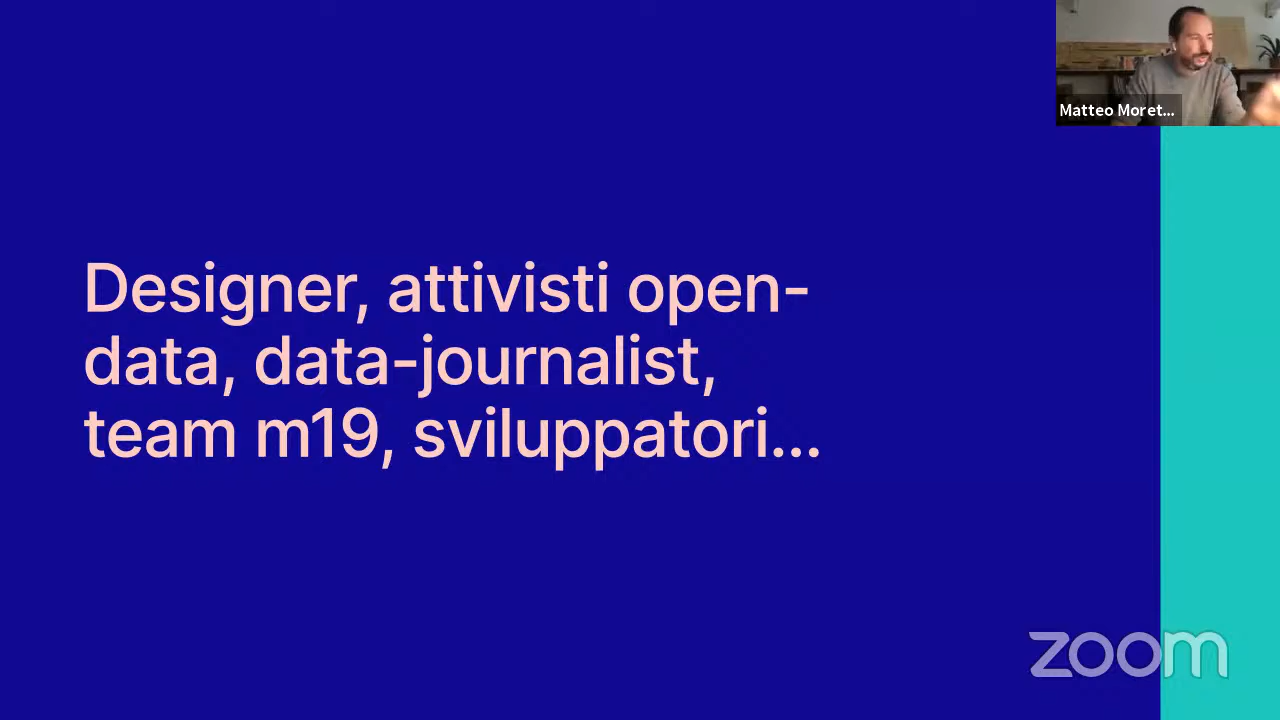 Matteo Moret...
Designer, attivisti open-
data, data-journalist,
team m19, sviluppatori...
zoom